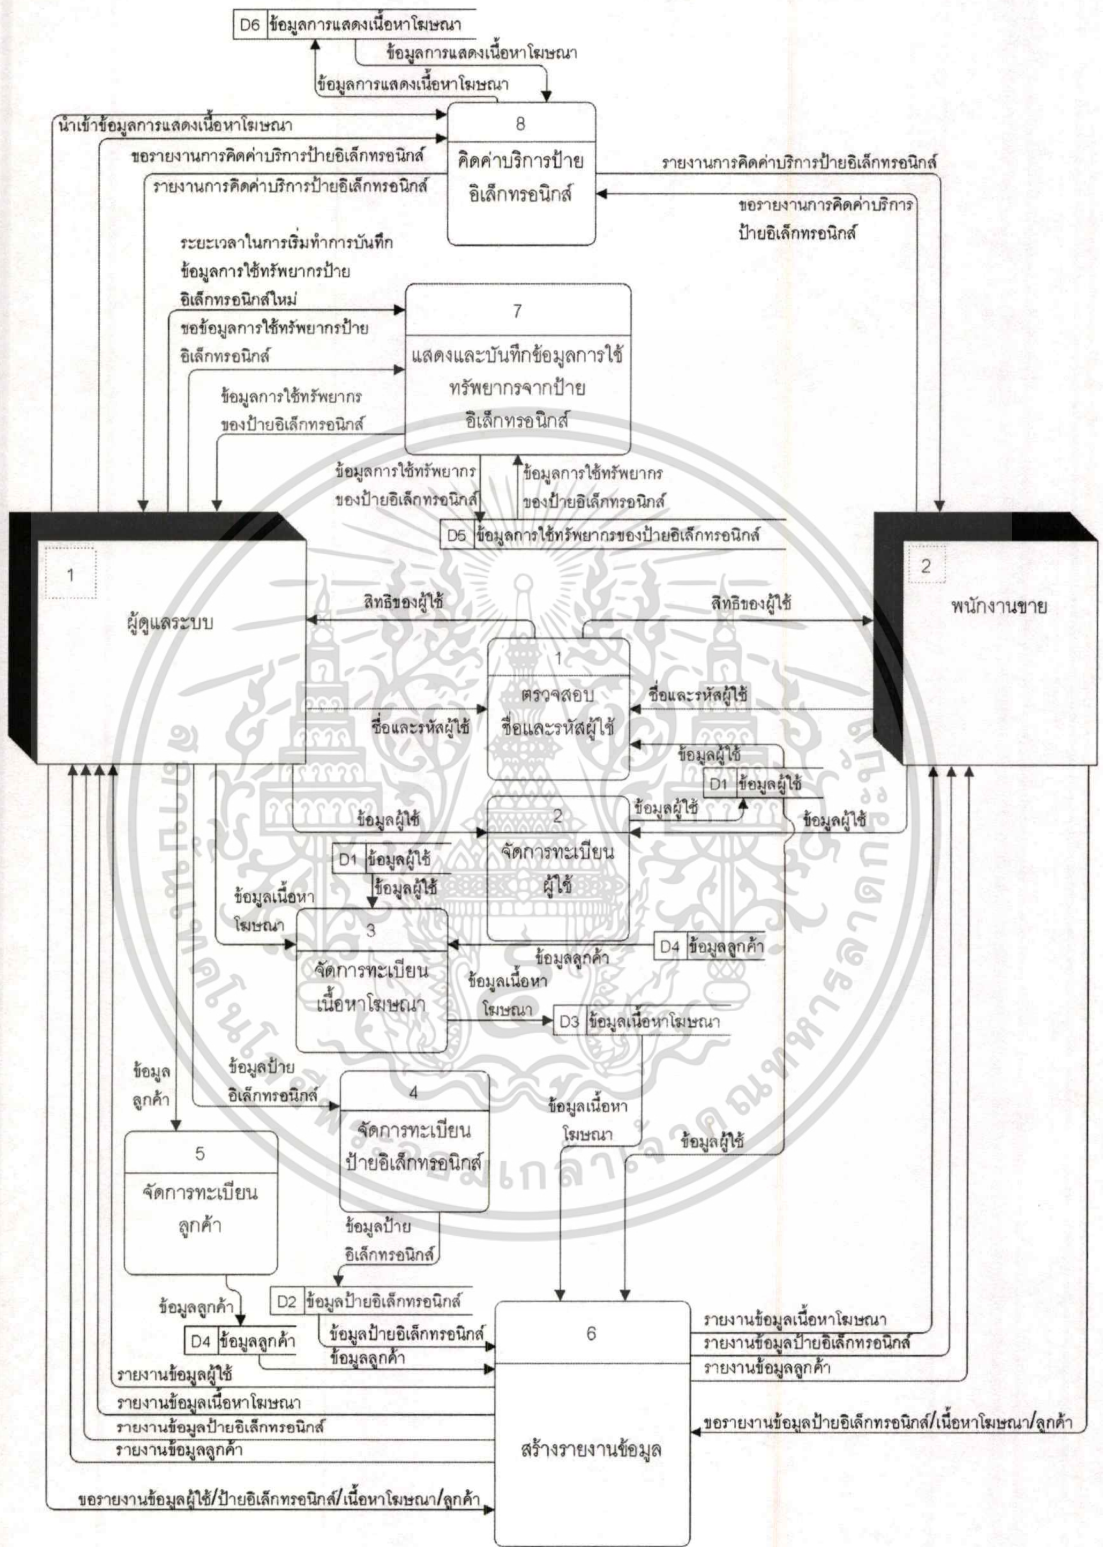 D6 ข้อมูลการแสดงเนื้อหาโฆษณา
ข้อมูลการแสดงเนื้อหาโฆษณา
ข้อมูลการแสดงเนื้อหาโฆษณา
นำเข้าข้อมูลการแสดงเนื้อหาโฆษณา
8
คิดค่าบริการป้าย
อิเล็กทรอนิกส์
ขอรายงานการคิดค่าบริการป้ายอิเล็กทรอนิกส์
รายงานการคิดค่าบริการป้ายอิเล็กทรอนิกส์
รายงานการคิดค่าบริการป้ายอิเล็กทรอนิกส์
ขอรายงานการคิดค่าบริการ
ป้ายอิเล็กทรอนิกส์
ระยะเวลาในการเริ่มทำการบันทึก
ข้อมูลการใช้ทรัพยากรป้าย
อิเล็กทรอนิกส์ใหม่
ขอข้อมูลการใช้ทรัพยากรป้าย
อิเล็กทรอนิกส์
ข้อมูลการใช้ทรัพยากร
ของป้ายอิเล็กทรอนิกส์
7
แสดงและบันทึกข้อมูลการใช้
ทรัพยากรจากป้าย
อิเล็กทรอนิกส์
ข้อมูลการใช้ทรัพยากร
ของป้ายอิเล็กทรอนิกส์
ข้อมูลการใช้ทรัพยากร
ของป้ายอิเล็กทรอนิกส์
D5 ข้อมูลการใช้ทรัพยากรของป้ายอิเล็กทรอนิกส์
1
ผู้ดูแลระบบ
2
พนักงานขาย
สิทธิของผู้ใช้
สิทธิของผู้ใช้
1
ตรวจสอบ
ชื่อและรหัสผู้ใช้
ชื่อและรหัสผู้ใช้
ชื่อและรหัสผู้ใช้
ข้อมูลผู้ใช้
D1 ข้อมูลผู้ใช้
ข้อมูลผู้ใช้
2
จัดการทะเบียน
ผู้ใช้
ข้อมูลผู้ใช้
ข้อมูลผู้ใช้
D1 ข้อมูลผู้ใช้
ข้อมูลผู้ใช้
ข้อมูลเนื้อหา
โฆษณา
3
จัดการทะเบียน
เนื้อหาโฆษณา
D4 ข้อมูลลูกค้า
ข้อมูลลูกค้า
ข้อมูลเนื้อหา
โฆษณา
D3 ข้อมูลเนื้อหาโฆษณา
ข้อมูล
ลูกค้า
ข้อมูลป้าย
อิเล็กทรอนิกส์
4
จัดการทะเบียน
ป้ายอิเล็กทรอนิกส์
ข้อมูลเนื้อหา
โฆษณา
ข้อมูลผู้ใช้
5
จัดการทะเบียน
ลูกค้า
ข้อมูลป้าย
อิเล็กทรอนิกส์
ข้อมูลลูกค้า
D2 ข้อมูลป้ายอิเล็กทรอนิกส์
D4 ข้อมูลลูกค้า
ข้อมูลป้ายอิเล็กทรอนิกส์
ข้อมูลลูกค้า
6
สร้างรายงานข้อมูล
รายงานข้อมูลผู้ใช้
รายงานข้อมูลเนื้อหาโฆษณา
รายงานข้อมูลป้ายอิเล็กทรอนิกส์
รายงานข้อมูลลูกค้า
ขอรายงานข้อมูลผู้ใช้/ป้ายอิเล็กทรอนิกส์/เนื้อหาโฆษณา/ลูกค้า
รายงานข้อมูลเนื้อหาโฆษณา
รายงานข้อมูลป้ายอิเล็กทรอนิกส์
รายงานข้อมูลลูกค้า
ขอรายงานข้อมูลป้ายอิเล็กทรอนิกส์/เนื้อหาโฆษณา/ลูกค้า
สถาบันเทคโนโลยีพระจอมเกล้าเจ้าคุณทหารลาดกระบัง